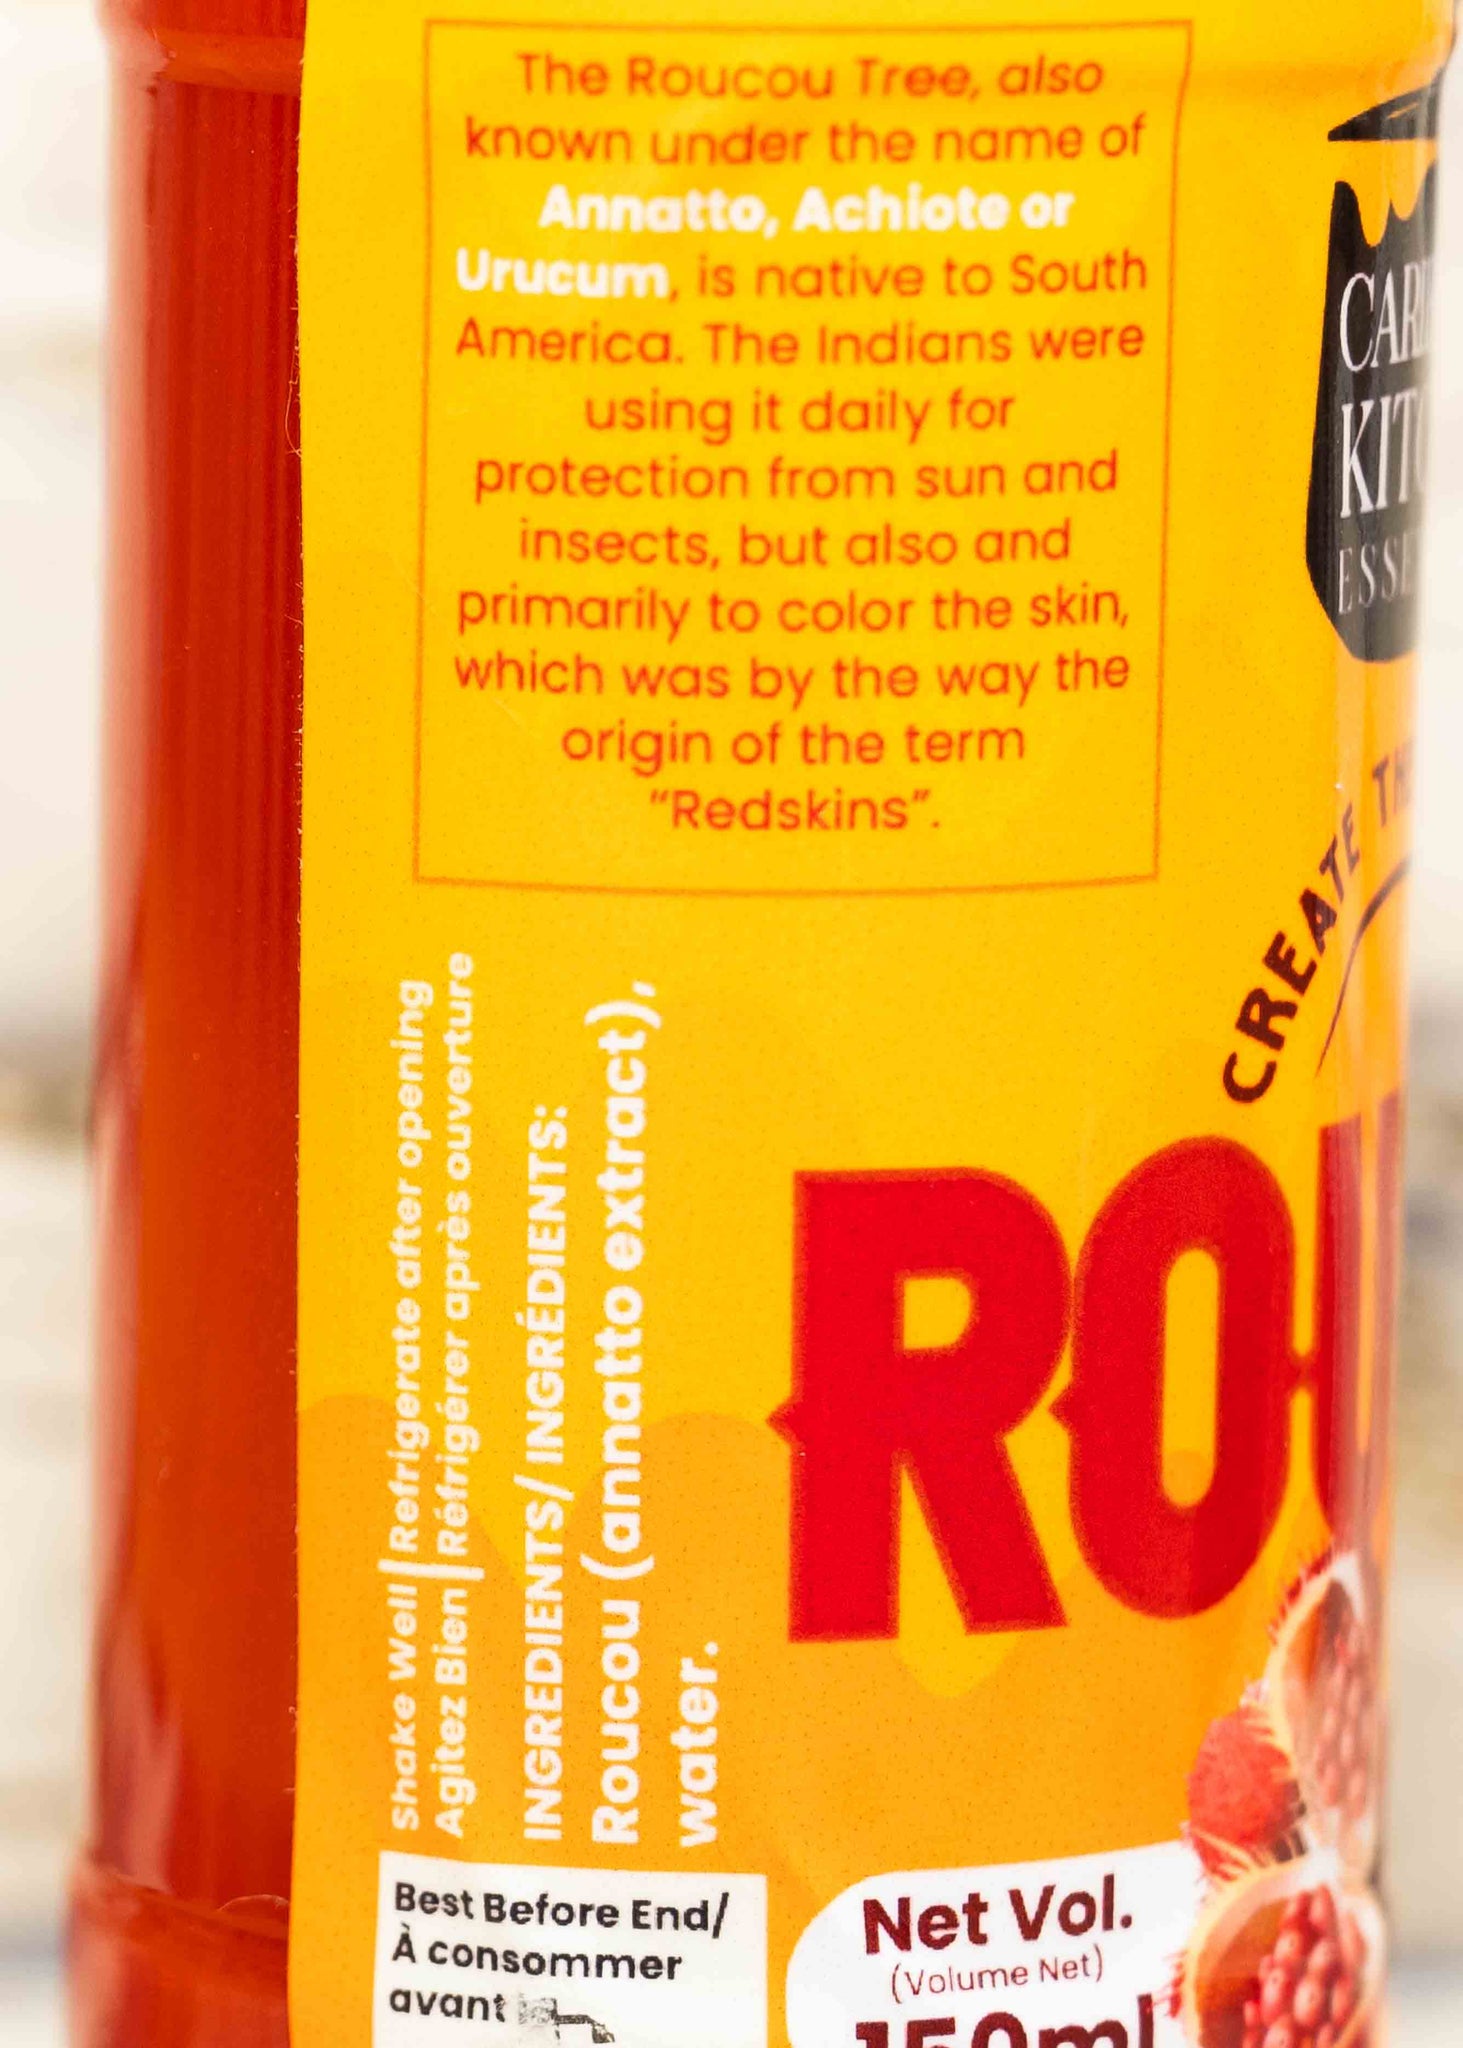 The Roucou Tree, also
known under the name of
Annatto, Achiote or
Urucum, is native to South
America. The Indians were
using it daily for
protection from sun and
insects, but also and
primarily to color the skin,
which was by the way the
origin of the term
“Redskins”.
KIT
ESSE
CREATE
Shake Well | Refrigerate after opening
Agitez Bien | Réfrigérer après ouverture
INGREDIENTS/INGRÉDIENTS:
Roucou (annatto extract),
water.
ROU
Best Before End/
À consommer
avant
Net Vol.
(Volume Net)
150ml